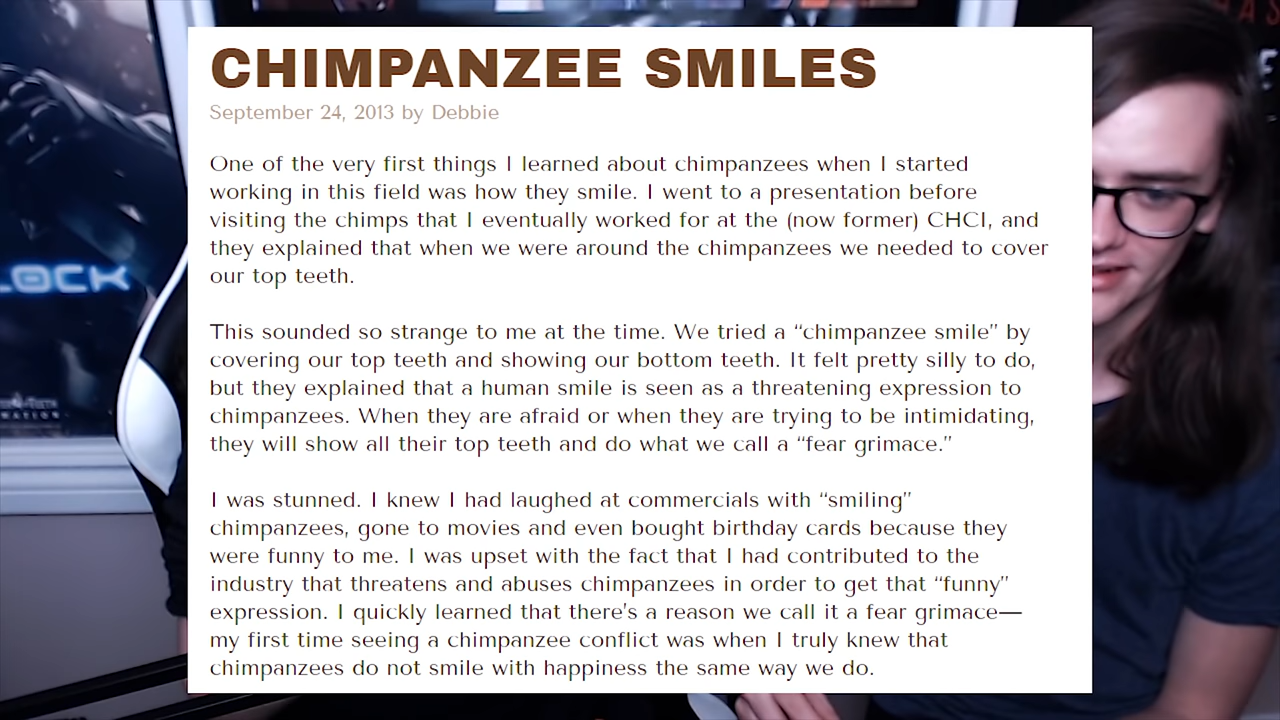 CHIMPANZEE SMILES
September 24, 2013 by Debbie
One of the very first things I learned about chimpanzees when I started
working in this field was how they smile. I went to a presentation before
visiting the chimps that I eventually worked for at the (now former) CHCI, and
they explained that when we were around the chimpanzees we needed to cover
our top teeth.
This sounded so strange to me at the time. We tried a “chimpanzee smile” by
covering our top teeth and showing our bottom teeth. It felt pretty silly to do,
but they explained that a human smile is seen as a threatening expression to
chimpanzees. When they are afraid or when they are trying to be intimidating,
they will show all their top teeth and do what we call a “fear grimace.”
I was stunned. I knew I had laughed at commercials with “smiling”
chimpanzees, gone to movies and even bought birthday cards because they
were funny to me. I was upset with the fact that I had contributed to the
industry that threatens and abuses chimpanzees in order to get that “funny”
expression. I quickly learned that there's a reason we call it a fear grimace—
my first time seeing a chimpanzee conflict was when I truly knew that
chimpanzees do not smile with happiness the same way we do.
LOCK